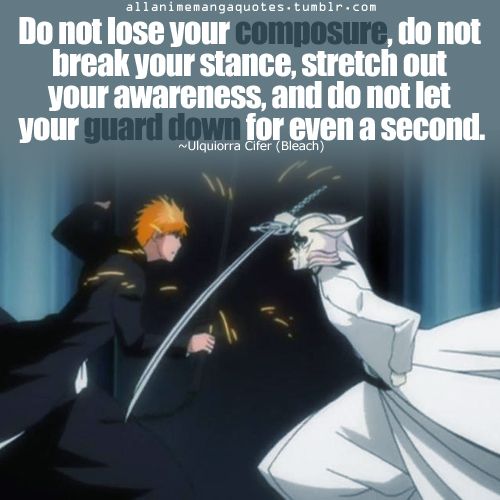 allanimemangaquotes.tumblr.com
Do not lose your composure, do not
break your stance, stretch out
your awareness, and do not let
your guard down for even a second.
~Ulquiorra Cifer (Bleach)